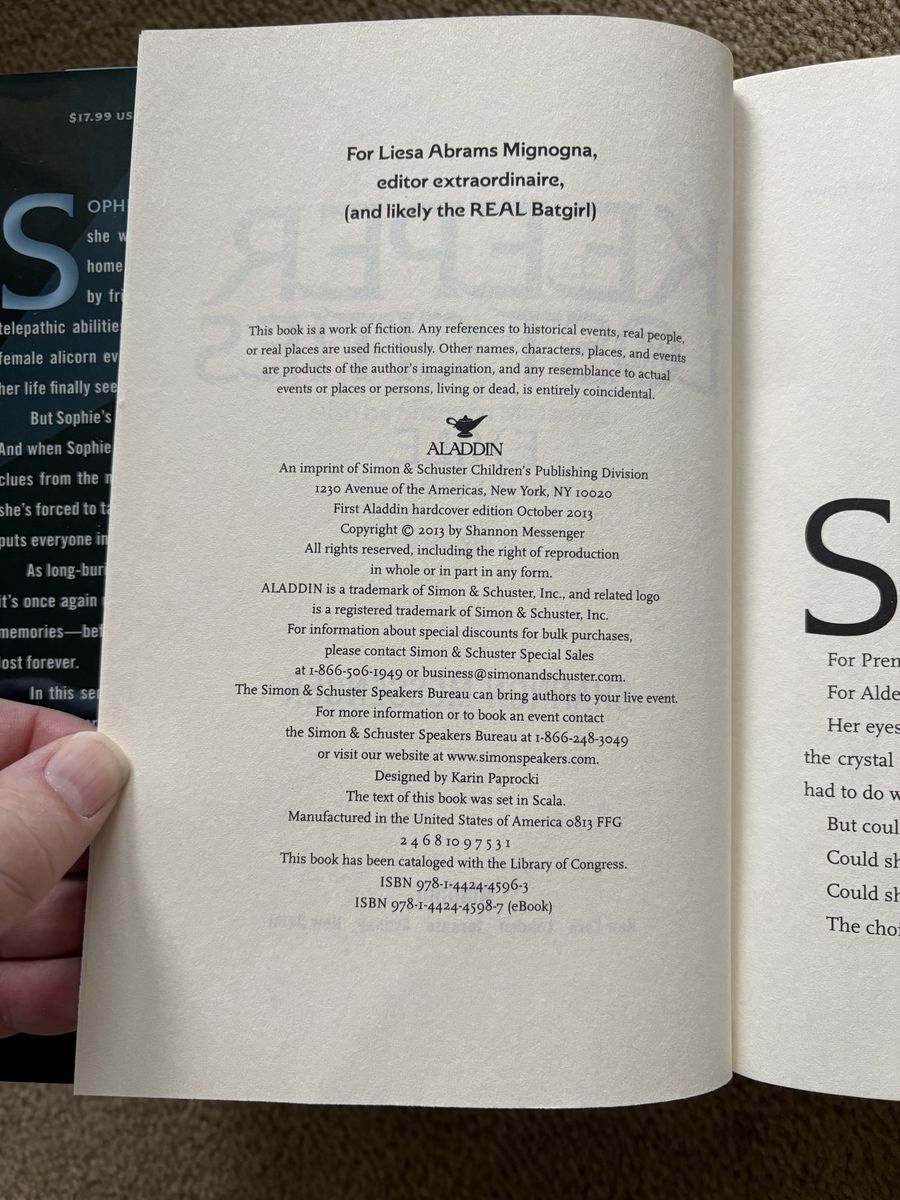 $17.99 US
SOPH
she w
home
by fri
telepathic abilitie
female alicorn ev
her life finally see
But Sophie's
And when Sophie
clues from the
she's forced to ta
puts everyone in
As long-buri
it's once again
memories—bef
lost forever.
In this se
For Liesa Abrams Mignogna,
editor extraordinaire,
(and likely the REAL Batgirl)
This book is a work of fiction. Any references to historical events, real people,
or real places are used fictitiously. Other names, characters, places, and events
are products of the author's imagination, and any resemblance to actual
events or places or persons, living or dead, is entirely coincidental.
ALADDIN
An imprint of Simon & Schuster Children's Publishing Division
1230 Avenue of the Americas, New York, NY 10020
First Aladdin hardcover edition October 2013
Copyright © 2013 by Shannon Messenger
All rights reserved, including the right of reproduction
in whole or in part in any form.
ALADDIN is a trademark of Simon & Schuster, Inc., and related logo
is a registered trademark of Simon & Schuster, Inc.
For information about special discounts for bulk purchases,
please contact Simon & Schuster Special Sales
at 1-866-506-1949 or business@simonandschuster.com.
The Simon & Schuster Speakers Bureau can bring authors to your live event.
For more information or to book an event contact
the Simon & Schuster Speakers Bureau at 1-866-248-3049
or visit our website at www.simonspeakers.com.
Designed by Karin Paprocki
The text of this book was set in Scala.
Manufactured in the United States of America 0813 FFG
2 4 6 8 10 9 7 5 3 1
This book has been cataloged with the Library of Congress.
ISBN 978-1-4424-4596-3
ISBN 978-1-4424-4598-7 (eBook)
S
For Pren
For Alde
Her eyes
the crystal
had to do w
But coul
Could sh
Could sh
The choi